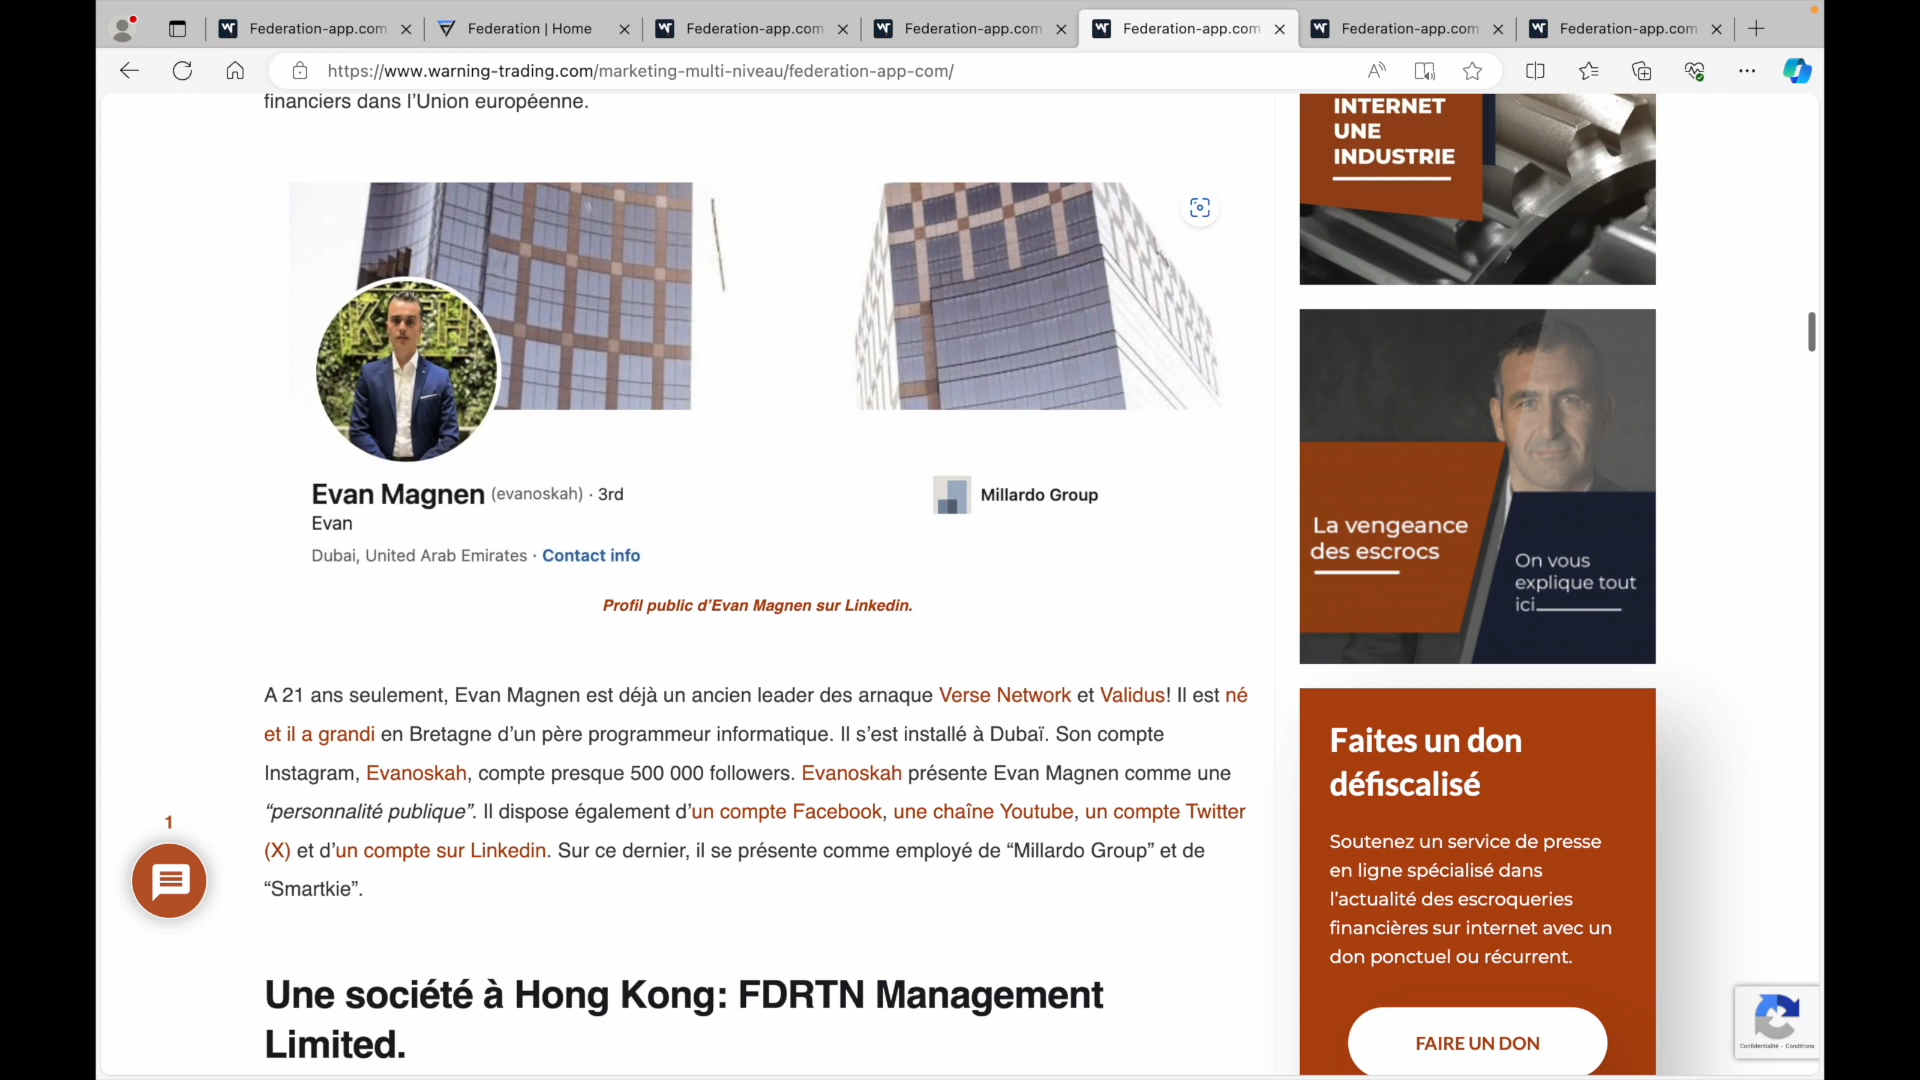 Federation-app.com
Federation | Home
Federation-app.com
Federation-app.com
Federation-app.com
Federation-app.com
Federation-app.com
https://www.warning-trading.com/marketing-multi-niveau/federation-app-com/
financiers dans l’Union européenne.
Evan Magnen (evanoskah) · 3rd
Evan
Dubai, United Arab Emirates · Contact info
Millardo Group
Profil public d’Evan Magnen sur Linkedin.
A 21 ans seulement, Evan Magnen est déjà un ancien leader des arnaque Verse Network et Validus! Il est né
et il a grandi en Bretagne d’un père programmeur informatique. Il s’est installé à Dubaï. Son compte
Instagram, Evanoskah, compte presque 500 000 followers. Evanoskah présente Evan Magnen comme une
“personnalité publique”. Il dispose également d’un compte Facebook, une chaîne Youtube, un compte Twitter
(X) et d’un compte sur Linkedin. Sur ce dernier, il se présente comme employé de “Millardo Group” et de
“Smartkie”.
1
Une société à Hong Kong: FDRTN Management
Limited.
INTERNET
UNE
INDUSTRIE
La vengeance
des escrocs
On vous
explique tout
ici
Faites un don
défiscalisé
Soutenez un service de presse
en ligne spécialisé dans
l’actualité des escroqueries
financières sur internet avec un
don ponctuel ou récurrent.
FAIRE UN DON
Confidentialité - Conditions